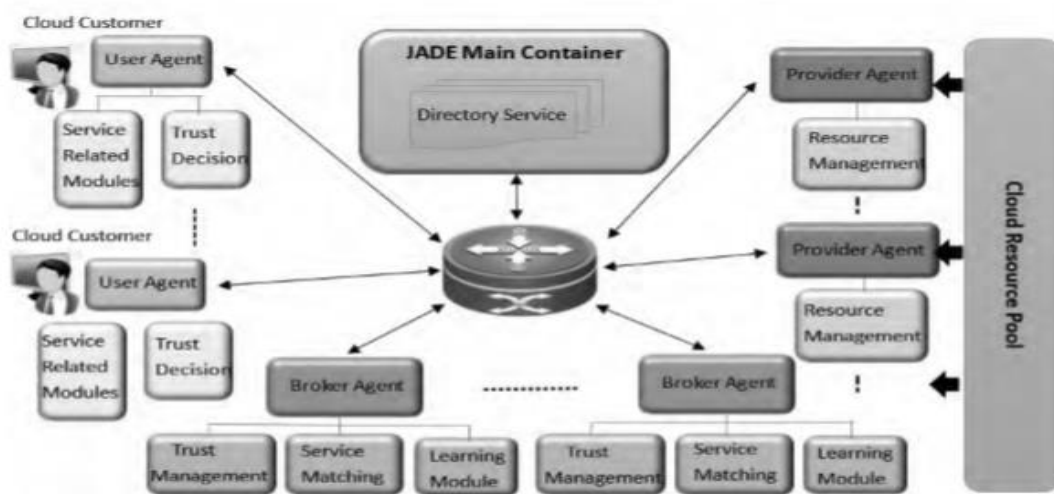 Cloud Customer
User Agent
Service
Related
Modules
Trust
Decision
Cloud Customer
User Agent
Service
Related
Modules
Trust
Decision
JADE Main Container
Directory Service
Provider Agent
Resource
Management
Provider Agent
Resource
Management
Cloud Resource Pool
Broker Agent
Trust
Management
Service
Matching
Learning
Module
Broker Agent
Trust
Management
Service
Matching
Learning
Module